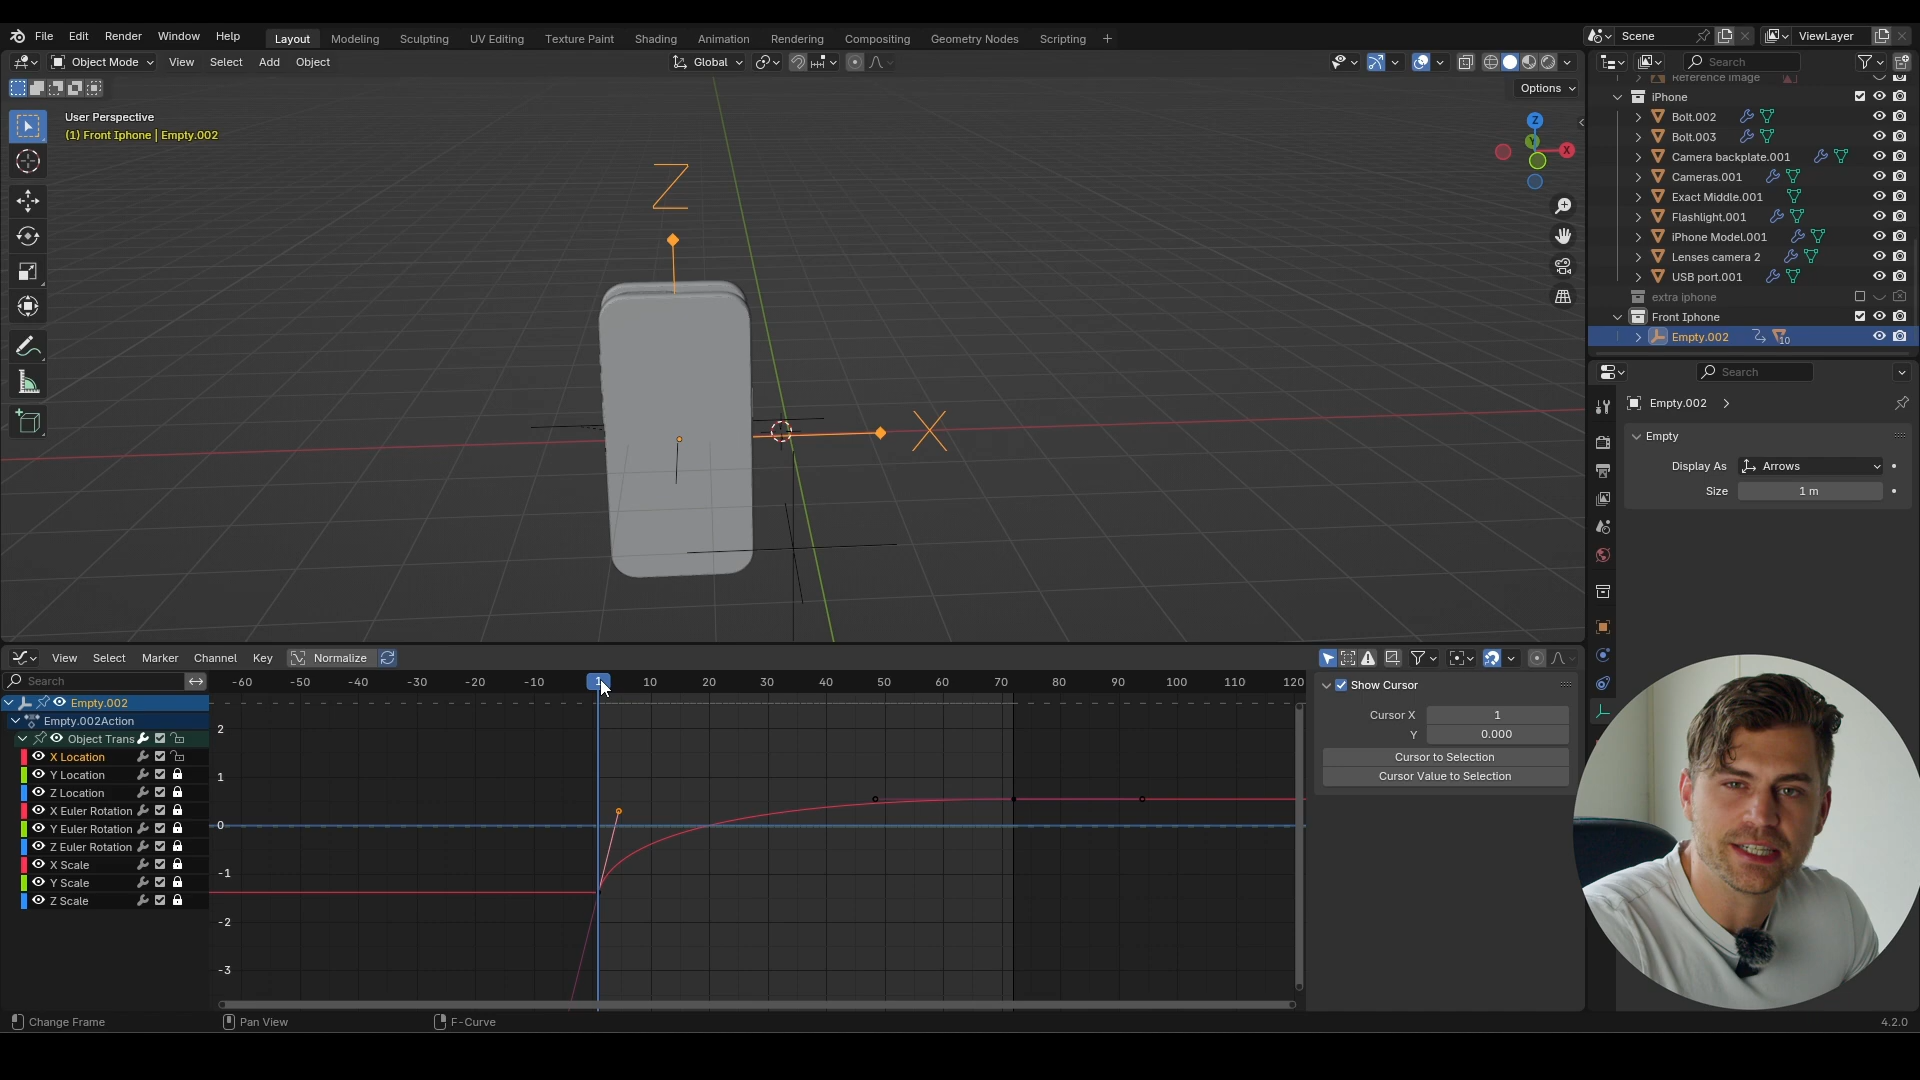 File Edit Render Window Help Layout Modeling Sculpting UV Editing Texture Paint Shading Animation Rendering Compositing Geometry Nodes Scripting + Scene ViewLayer
Object Mode View Select Add Object Global Search
Options
User Perspective
(1) Front Iphone | Empty.002
Z
X
Z
Y
X
Reference Image
iPhone
Bolt.002
Bolt.003
Camera backplate.001
Cameras.001
Exact Middle.001
Flashlight.001
iPhone Model.001
Lenses camera 2
USB port.001
extra iphone
Front Iphone
Empty.002 10
Search
Empty.002
Empty
Display As Arrows
Size 1 m
View Select Marker Channel Key Normalize
Search
-60 -50 -40 -30 -20 -10 1 10 20 30 40 50 60 70 80 90 100 110 120
Empty.002
Empty.002Action
Object Trans
X Location
Y Location
Z Location
X Euler Rotation
Y Euler Rotation
Z Euler Rotation
X Scale
Y Scale
Z Scale
2
1
0
-1
-2
-3
Show Cursor
Cursor X 1
Y 0.000
Cursor to Selection
Cursor Value to Selection
Change Frame Pan View F-Curve 4.2.0